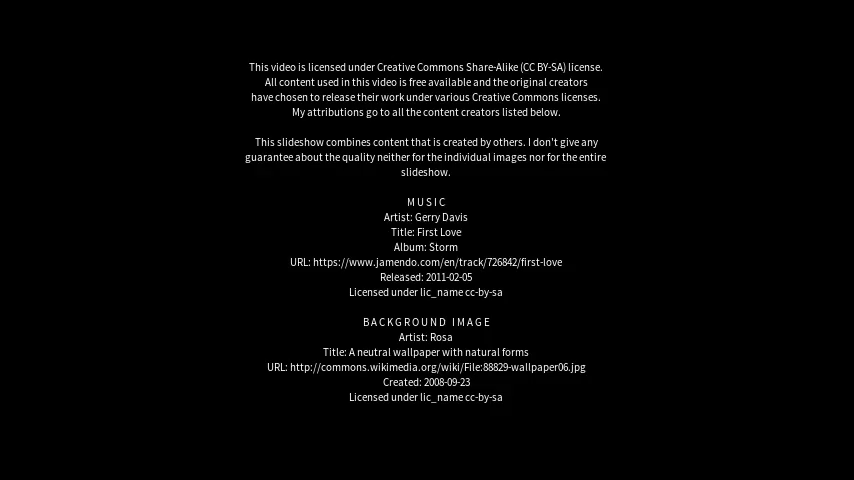 This video is licensed under Creative Commons Share-Alike (CC BY-SA) license.
All content used in this video is free available and the original creators
have chosen to release their work under various Creative Commons licenses.
My attributions go to all the content creators listed below.
This slideshow combines content that is created by others. I don't give any
guarantee about the quality neither for the individual images nor for the entire
slideshow.
MUSIC
Artist: Gerry Davis
Title: First Love
Album: Storm
URL: https://www.jamendo.com/en/track/726842/first-love
Released: 2011-02-05
Licensed under lic_name cc-by-sa
BACKGROUND IMAGE
Artist: Rosa
Title: A neutral wallpaper with natural forms
URL: http://commons.wikimedia.org/wiki/File:88829-wallpaper06.jpg
Created: 2008-09-23
Licensed under lic_name cc-by-sa